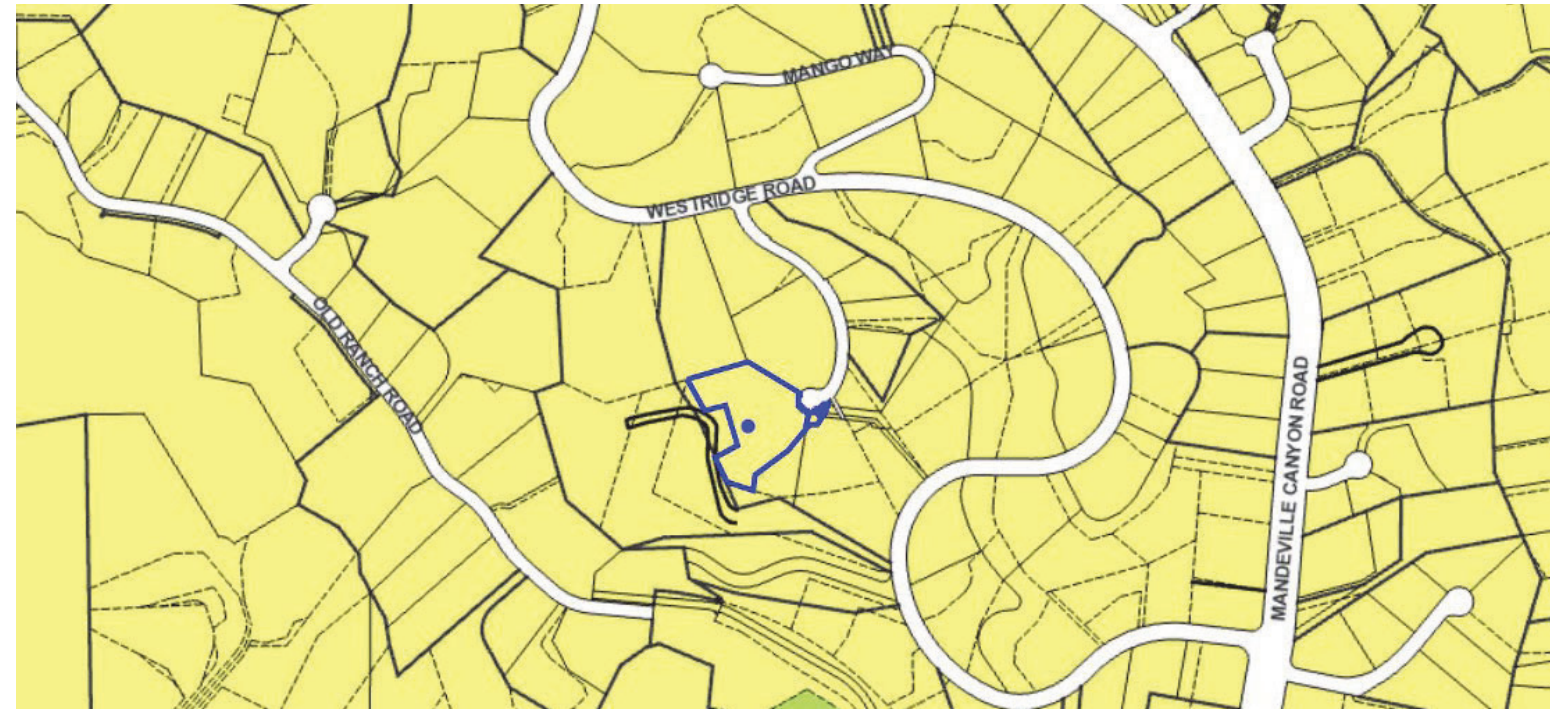 MANGO WAY
WESTRIDGE ROAD
OLD RANCH ROAD
MANDEVILLE CANYON ROAD